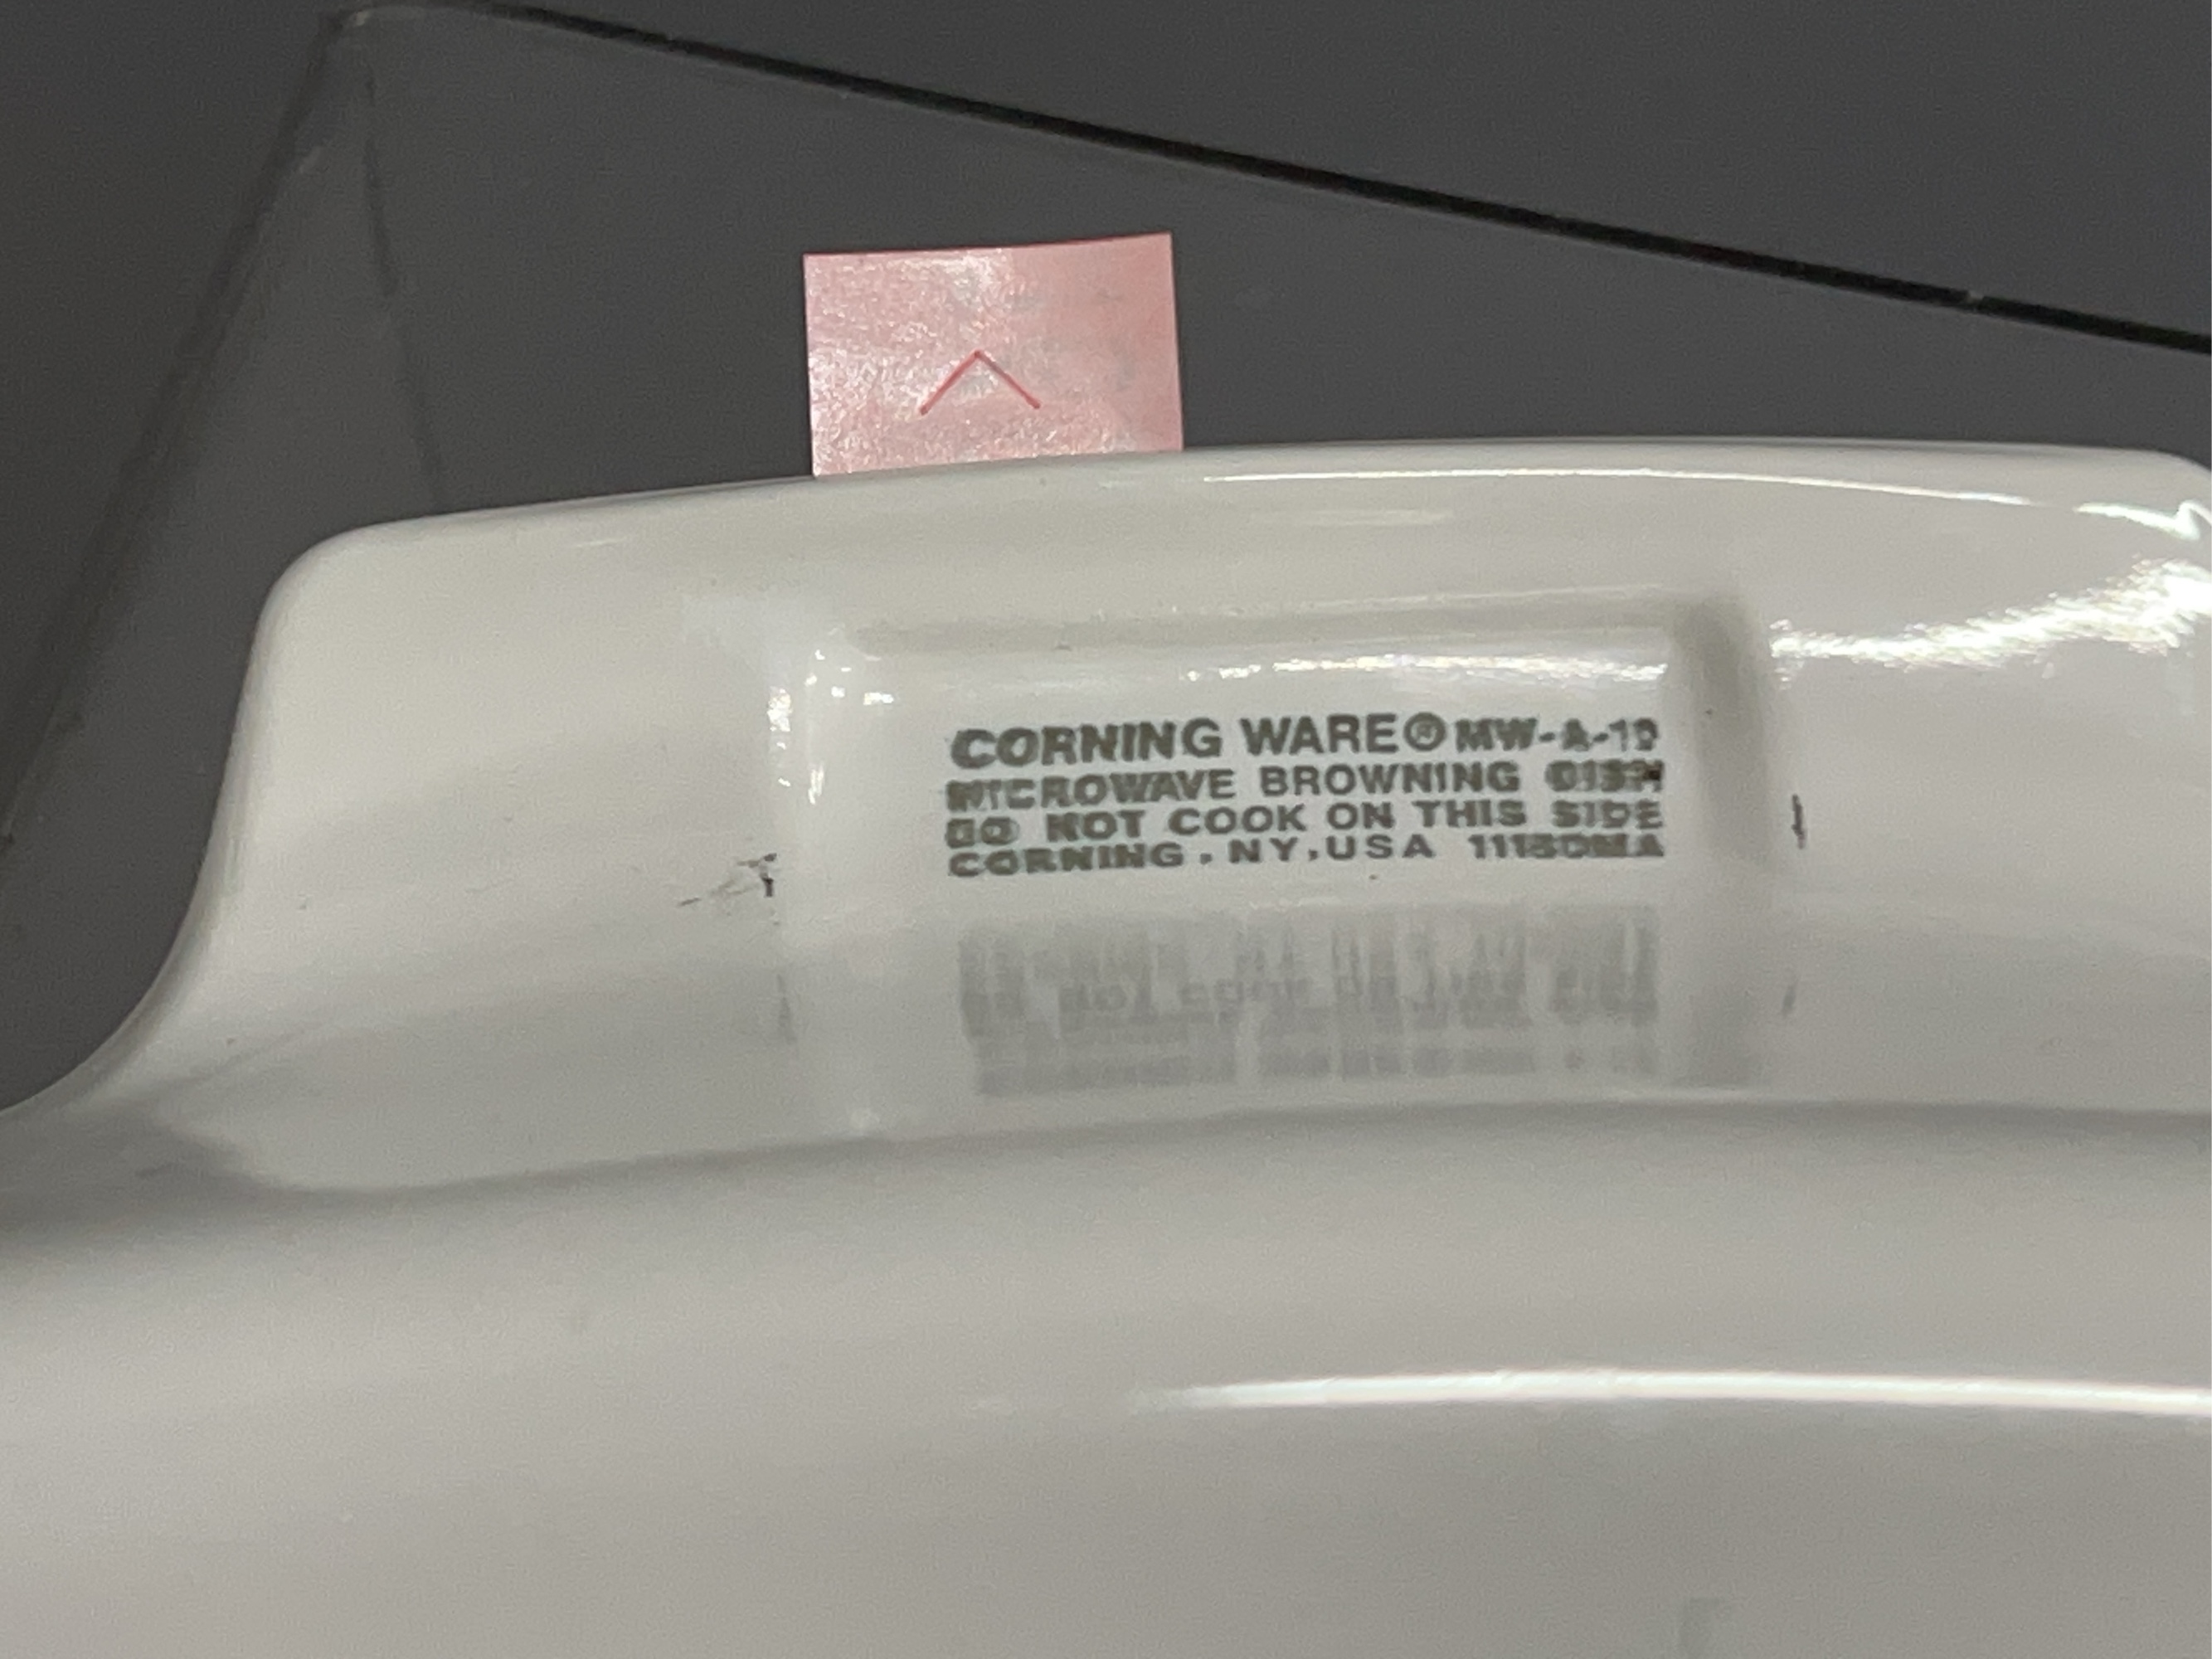 CORNING WARE® MW-A-10
MICROWAVE BROWNING DISH
DO NOT COOK ON THIS SIDE
CORNING, NY, USA